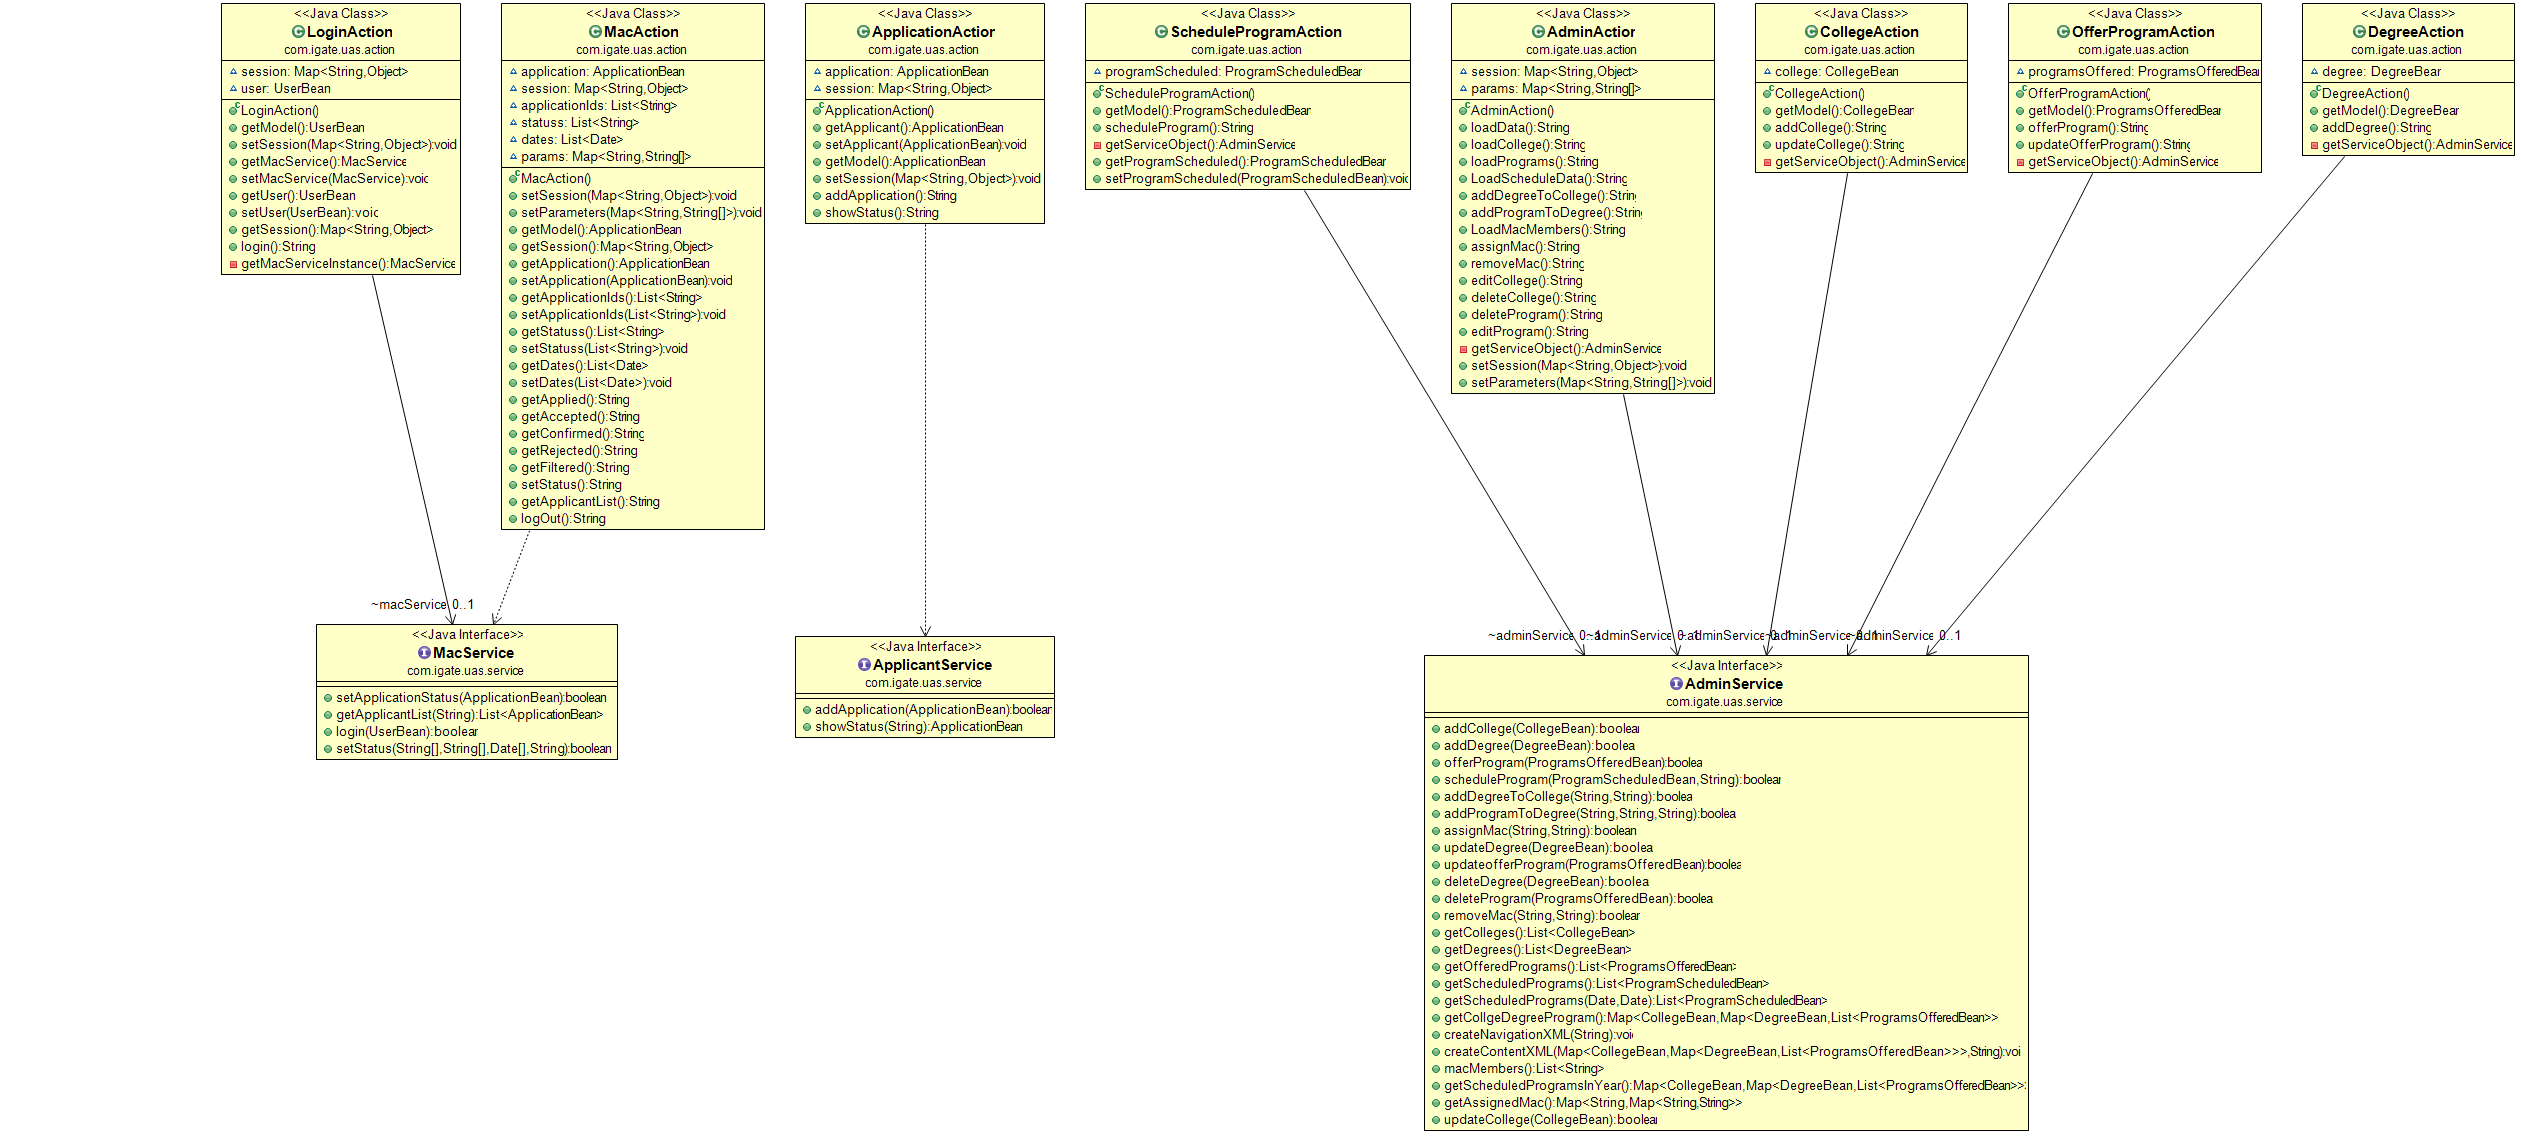 <<Java Class>>
LoginAction
com.igate.uas.action
session: Map<String,Object>
user: UserBean
LoginAction()
getModel():UserBean
setSession(Map<String,Object>):void
getMacService():MacService
setMacService(MacService):voic
getUser():UserBean
setUser(UserBean):voic
getSession():Map<String,Object>
login():String
getMacServiceInstance():MacService
<<Java Class>>
MacAction
com.igate.uas.action
application: ApplicationBean
session: Map<String,Object>
applicationIds: List<String>
statuss: List<String>
dates: List<Date>
params: Map<String,String[]>
MacAction()
setSession(Map<String,Object>):void
setParameters(Map<String,String[]>):void
getModel():ApplicationBean
getSession():Map<String,Object>
getApplication():ApplicationBean
setApplication(ApplicationBean):void
getApplicationIds():List<String>
setApplicationIds(List<String>):void
getStatuss():List<String>
setStatuss(List<String>):void
getDates():List<Date>
setDates(List<Date>):void
getApplied():String
getAccepted():String
getConfirmed():String
getRejected():String
getFiltered():String
setStatus():String
getApplicantList():String
logOut():String
<<Java Class>>
ApplicationAction
com.igate.uas.action
application: ApplicationBean
session: Map<String,Object>
ApplicationAction()
getApplicant():ApplicationBean
setApplicant(ApplicationBean):void
getModel():ApplicationBean
setSession(Map<String,Object>):void
addApplication():String
showStatus():String
<<Java Class>>
ScheduleProgramAction
com.igate.uas.action
programScheduled: ProgramScheduledBear
ScheduleProgramAction()
getModel():ProgramScheduledBean
scheduleProgram():String
getServiceObject():AdminService
getProgramScheduled():ProgramScheduledBear
setProgramScheduled(ProgramScheduledBean):voic
<<Java Class>>
AdminAction
com.igate.uas.action
session: Map<String,Object>
params: Map<String,String[]>
AdminAction()
loadData():String
loadCollege():String
loadPrograms():String
LoadScheduleData():String
addDegreeToCollege():String
addProgramToDegree():String
LoadMacMembers():String
assignMac():String
removeMac():String
editCollege():String
deleteCollege():String
deleteProgram():String
editProgram():String
getServiceObject():AdminService
setSession(Map<String,Object>):void
setParameters(Map<String,String[]>):void
<<Java Class>>
CollegeAction
com.igate.uas.action
college: CollegeBean
CollegeAction()
getModel():CollegeBean
addCollege():String
updateCollege():String
getServiceObject():AdminService
<<Java Class>>
OfferProgramAction
com.igate.uas.action
programsOffered: ProgramsOfferedBear
OfferProgramAction()
getModel():ProgramsOfferedBear
offerProgram():String
updateOfferProgram():String
getServiceObject():AdminService
<<Java Class>>
DegreeAction
com.igate.uas.action
degree: DegreeBear
DegreeAction()
getModel():DegreeBear
addDegree():String
getServiceObject():AdminService
~macService 0..1
<<Java Interface>>
MacService
com.igate.uas.service
setApplicationStatus(ApplicationBean):boolean
getApplicantList(String):List<ApplicationBean>
login(UserBean):boolear
setStatus(String[],String[],Date[],String):boolean
<<Java Interface>>
ApplicantService
com.igate.uas.service
addApplication(ApplicationBean):boolear
showStatus(String):ApplicationBean
~adminService 0..1
~adminService 0..1
~adminService 0..1
~adminService 0..1
~adminService 0..1
<<Java Interface>>
AdminService
com.igate.uas.service
addCollege(CollegeBean):boolear
addDegree(DegreeBean):boolea
offerProgram(ProgramsOfferedBean):boolea
scheduleProgram(ProgramScheduledBean,String):boolear
addDegreeToCollege(String,String):boolea
addProgramToDegree(String,String,String):boolea
assignMac(String,String):boolean
updateDegree(DegreeBean):boolea
updateofferProgram(ProgramsOfferedBean):boolea
deleteDegree(DegreeBean):boolea
deleteProgram(ProgramsOfferedBean):boolea
removeMac(String,String):boolear
getColleges():List<CollegeBean>
getDegrees():List<DegreeBean>
getOfferedPrograms():List<ProgramsOfferedBean>
getScheduledPrograms():List<ProgramScheduledBean>
getScheduledPrograms(Date,Date):List<ProgramScheduledBean>
getCollgeDegreeProgram():Map<CollegeBean,Map<DegreeBean,List<ProgramsOfferedBean>>
createNavigationXML(String):voi
createContentXML(Map<CollegeBean,Map<DegreeBean,List<ProgramsOfferedBean>>>,String):voi
macMembers():List<String>
getScheduledProgramsInYear():Map<CollegeBean,Map<DegreeBean,List<ProgramsOfferedBean>>>
getAssignedMac():Map<String,Map<String,String>>
updateCollege(CollegeBean):boolear